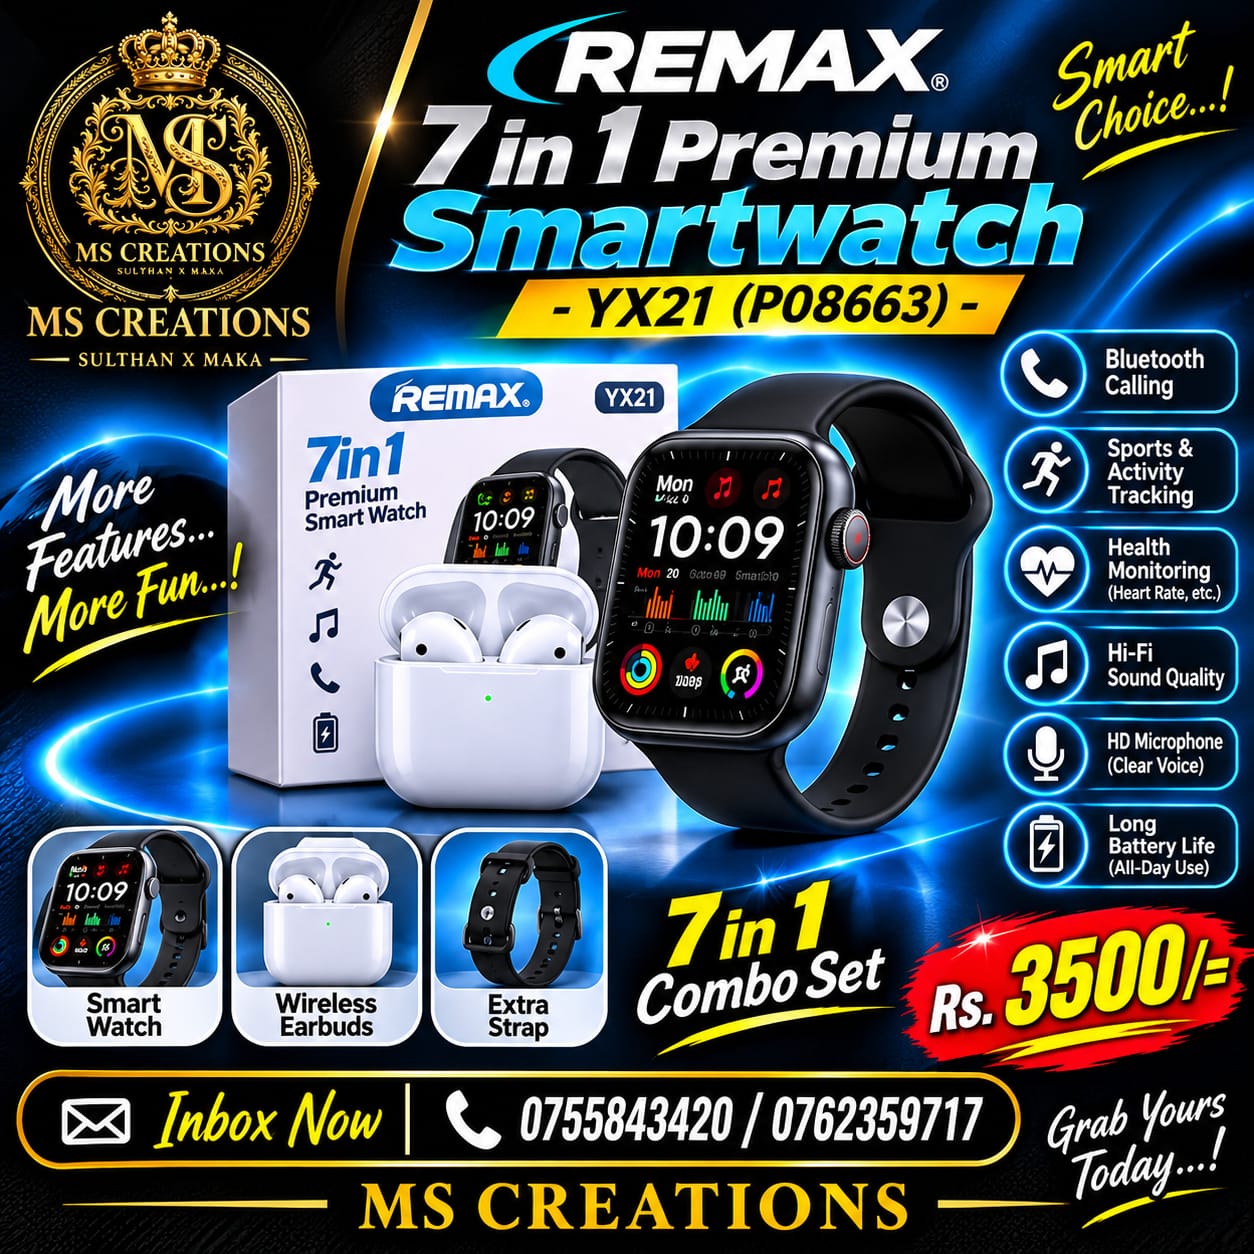 MS
MS CREATIONS
SULTHAN X MAKA
MS CREATIONS
SULTHAN X MAKA
REMAX®
7 in 1 Premium
Smartwatch
- YX21 (P08663) -
Smart
Choice...!
More
Features...
More Fun...!
REMAX®
YX21
7in1
Premium
Smart Watch
10:09
Mon
10:09
Mon 20
Bluetooth
Calling
Sports &
Activity
Tracking
Health
Monitoring
(Heart Rate, etc.)
Hi-Fi
Sound Quality
HD Microphone
(Clear Voice)
Long
Battery Life
(All-Day Use)
10:09
Smart
Watch
Wireless
Earbuds
Extra
Strap
7 in 1
Combo Set
Rs. 3500/=
Inbox Now
0755843420 / 0762359717
Grab Yours
Today...!
MS CREATIONS